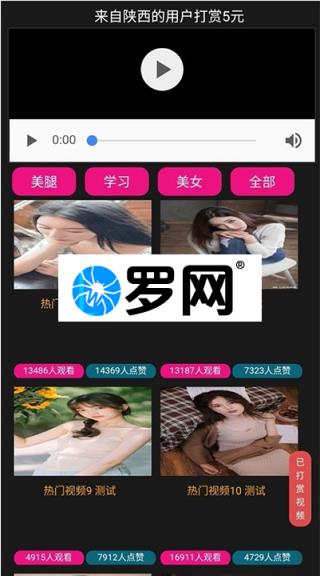 来自陕西的用户打赏5元
0:00
美腿
学习
美女
全部
罗网®
热门
13486人观看
14369人点赞
13187人观看
7323人点赞
热门视频9 测试
热门视频10 测试
已打赏视频
4915人观看
7912人点赞
16911人观看
4729人点赞